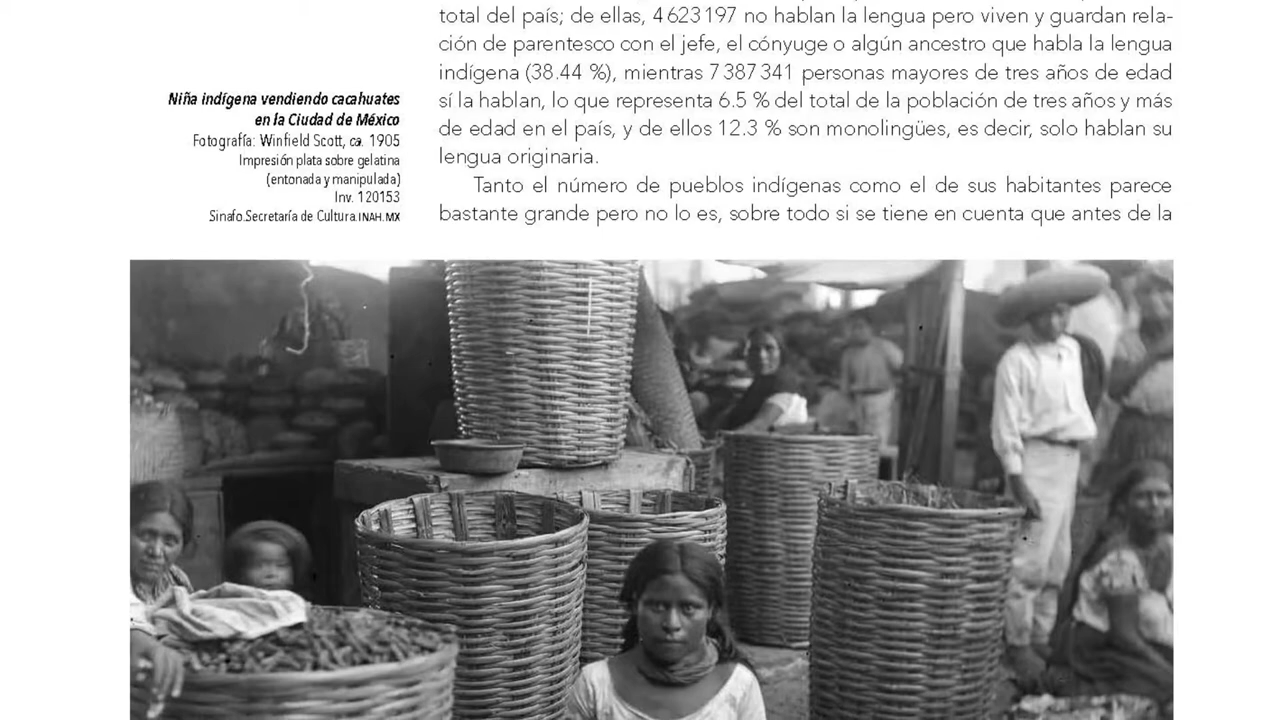 total del país; de ellas, 4 623 197 no hablan la lengua pero viven y guardan rela-
ción de parentesco con el jefe, el cónyuge o algún ancestro que habla la lengua
indígena (38.44 %), mientras 7 387 341 personas mayores de tres años de edad
sí la hablan, lo que representa 6.5 % del total de la población de tres años y más
de edad en el país, y de ellos 12.3 % son monolingües, es decir, solo hablan su
lengua originaria.
Tanto el número de pueblos indígenas como el de sus habitantes parece
bastante grande pero no lo es, sobre todo si se tiene en cuenta que antes de la
Niña indígena vendiendo cacahuates
en la Ciudad de México
Fotografía: Winfield Scott, ca. 1905
Impresión plata sobre gelatina
(entonada y manipulada)
Inv. 120153
Sinafo.Secretaría de Cultura.INAH.MX